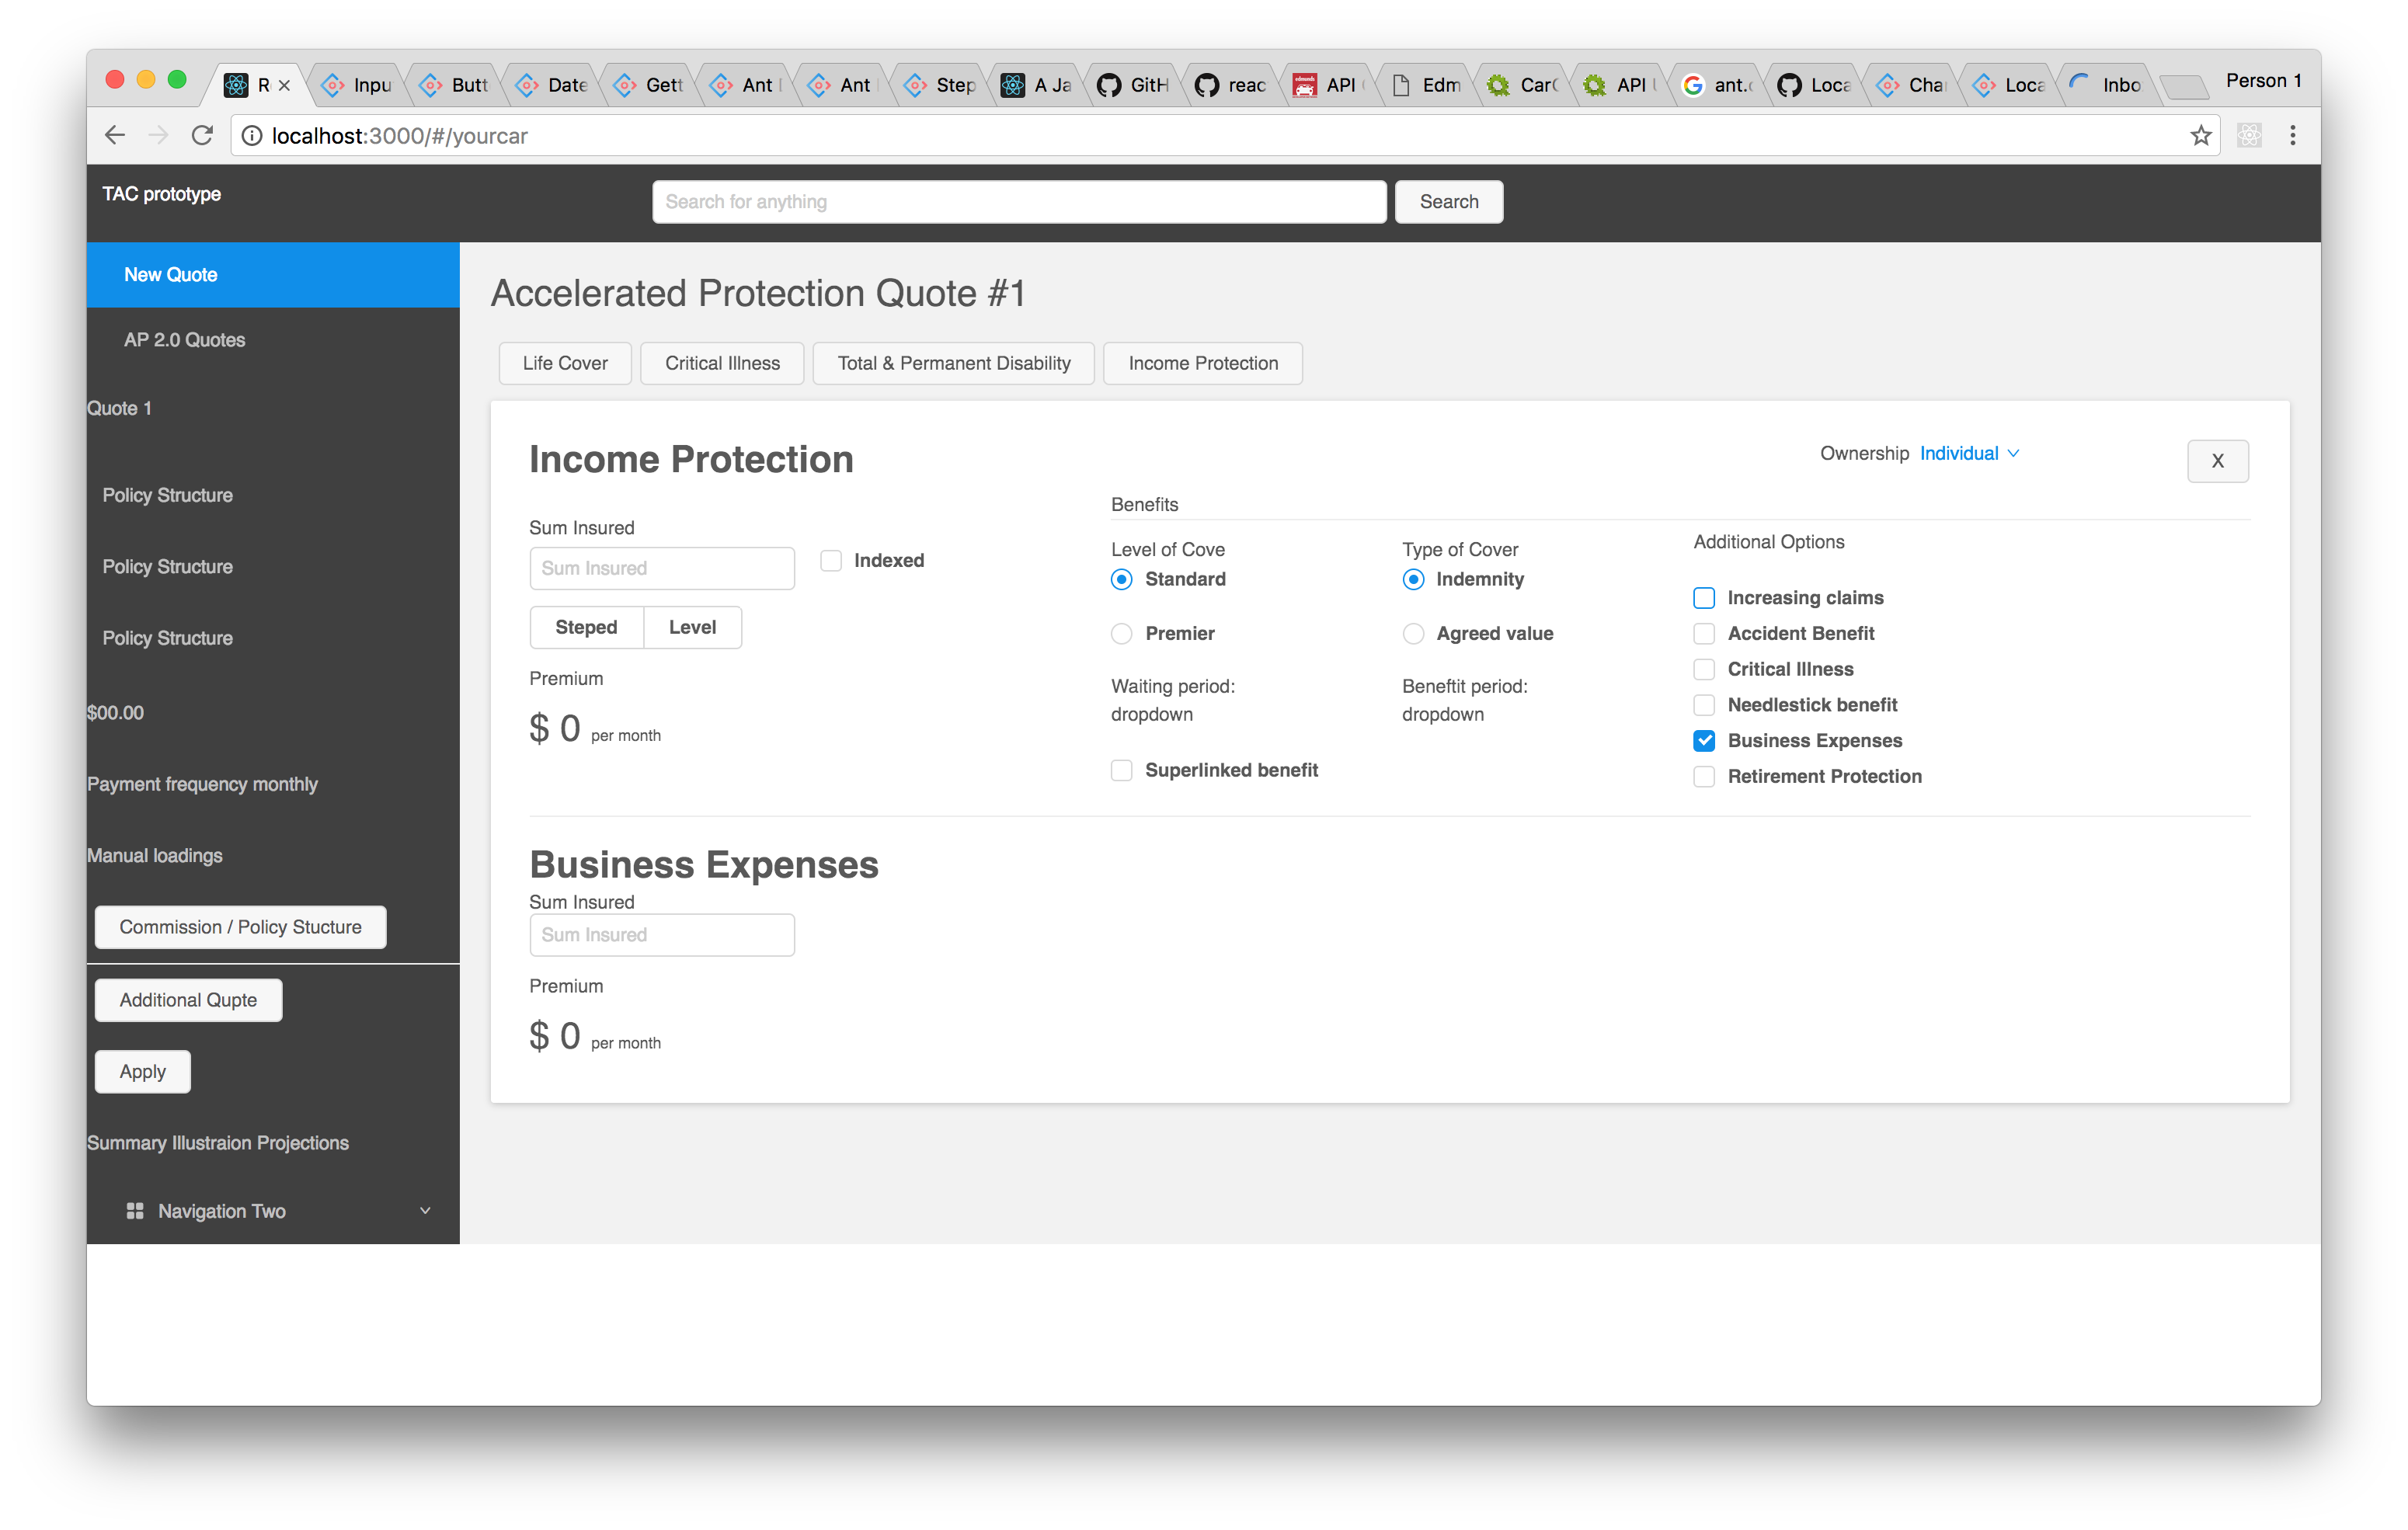 R Inpu Butt Date Gett Ant Ant Step A Ja GitH reac API Edm Car API ant. Loca Cha Loca Inbo Person 1
localhost:3000/#/yourcar
TAC prototype
Search for anything
Search
New Quote
AP 2.0 Quotes
Quote 1
Policy Structure
Policy Structure
Policy Structure
$00.00
Payment frequency monthly
Manual loadings
Commission / Policy Stucture
Additional Qupte
Apply
Summary Illustraion Projections
Navigation Two
Accelerated Protection Quote #1
Life Cover
Critical Illness
Total & Permanent Disability
Income Protection
Income Protection
Ownership Individual
X
Sum Insured
Sum Insured
Indexed
Steped
Level
Premium
$ 0 per month
Benefits
Level of Cove
Standard
Premier
Waiting period:
dropdown
Superlinked benefit
Type of Cover
Indemnity
Agreed value
Beneftit period:
dropdown
Additional Options
Increasing claims
Accident Benefit
Critical Illness
Needlestick benefit
Business Expenses
Retirement Protection
Business Expenses
Sum Insured
Sum Insured
Premium
$ 0 per month